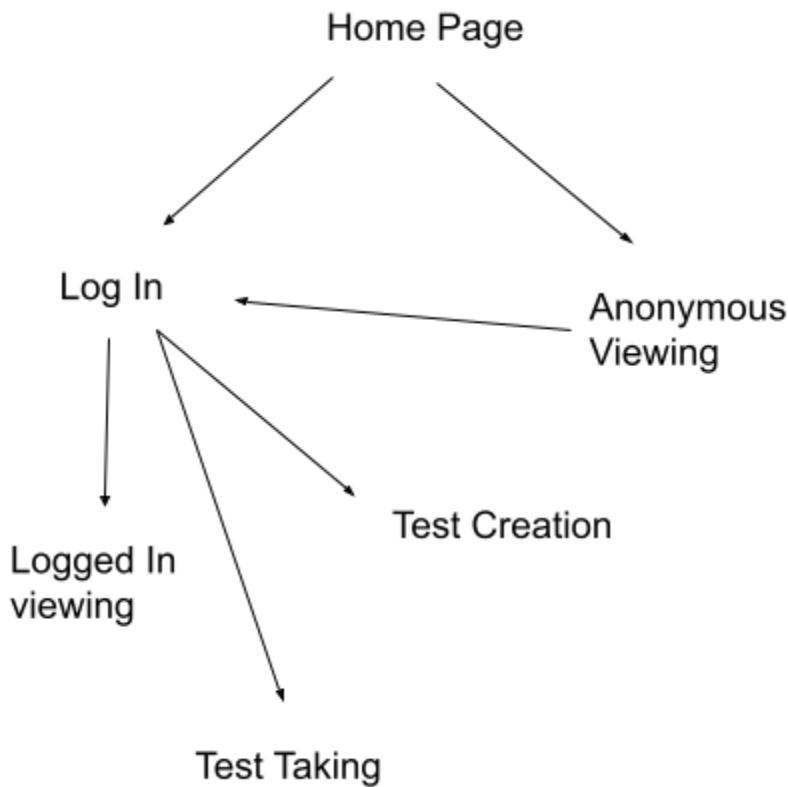 Home Page
Log In
Anonymous
Viewing
Test Creation
Logged In
viewing
Test Taking